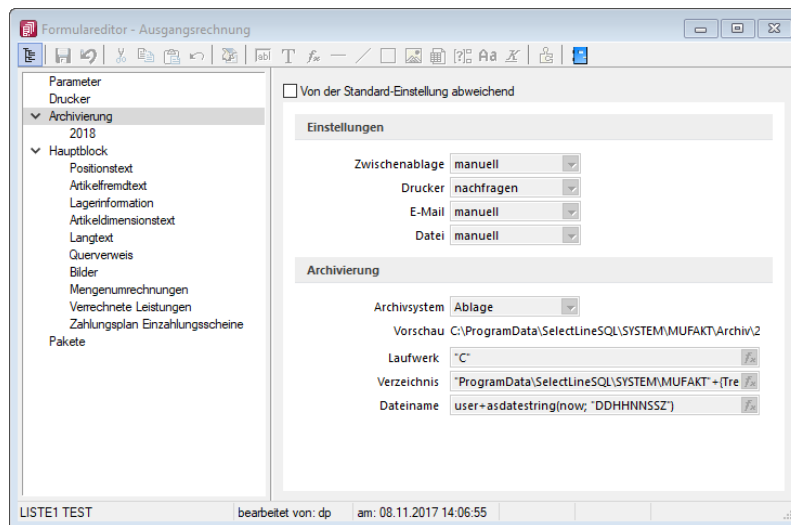 Formulareditor - Ausgangsrechnung
Parameter
Drucker
Archivierung
2018
Hauptblock
Positionstext
Artikelfremdtext
Lagerinformation
Artikeldimensionstext
Langtext
Querverweis
Bilder
Mengenumrechnungen
Verrechnete Leistungen
Zahlungsplan Einzahlungsscheine
Pakete
Von der Standard-Einstellung abweichend
Einstellungen
Zwischenablage manuell
Drucker nachfragen
E-Mail manuell
Datei manuell
Archivierung
Archivsystem Ablage
Vorschau C:\ProgramData\SelectLineSQL\SYSTEM\MUFAKT\Archiv\2
Laufwerk "C"
Verzeichnis "ProgramData\SelectLineSQL\SYSTEM\MUFAKT"+{Tre
Dateiname user+asdatestring(now; "DDHHNNSSZ")
LISTE1 TEST bearbeitet von: dp am: 08.11.2017 14:06:55